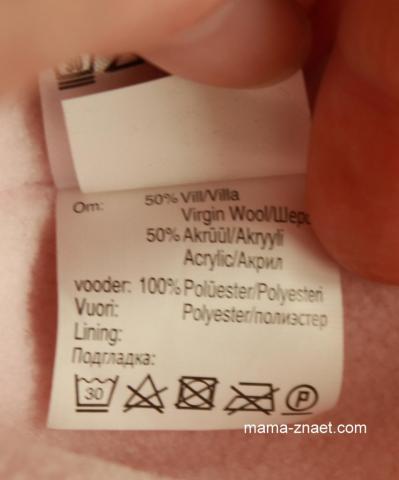 Om: 50% Vill/Villa
Virgin Wool/Шерс
50% Akrüül/Akryyli
Acrylic/Акрил
vooder: 100% Polüester/Polyesteri
Vuori: Polyester/полиэстер
Lining:
Подгладка:
30 P
mama-znaet.com